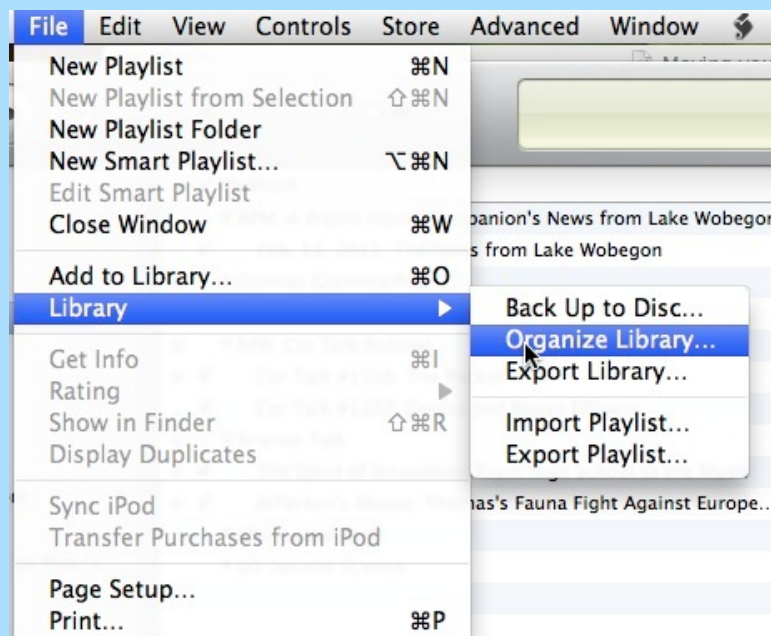 File Edit View Controls Store Advanced Window
New Playlist ⌘N
New Playlist from Selection ⇧⌘N
New Playlist Folder
New Smart Playlist... ⌥⌘N
Edit Smart Playlist
Close Window ⌘W
Add to Library... ⌘O
Library ▶
Get Info ⌘I
Rating ▶
Show in Finder ⇧⌘R
Display Duplicates
Sync iPod
Transfer Purchases from iPod
Page Setup...
Print... ⌘P
Back Up to Disc...
Organize Library...
Export Library...
Import Playlist...
Export Playlist...
panion's News from Lake Wobegon
s from Lake Wobegon
nas's Fauna Fight Against Europe...